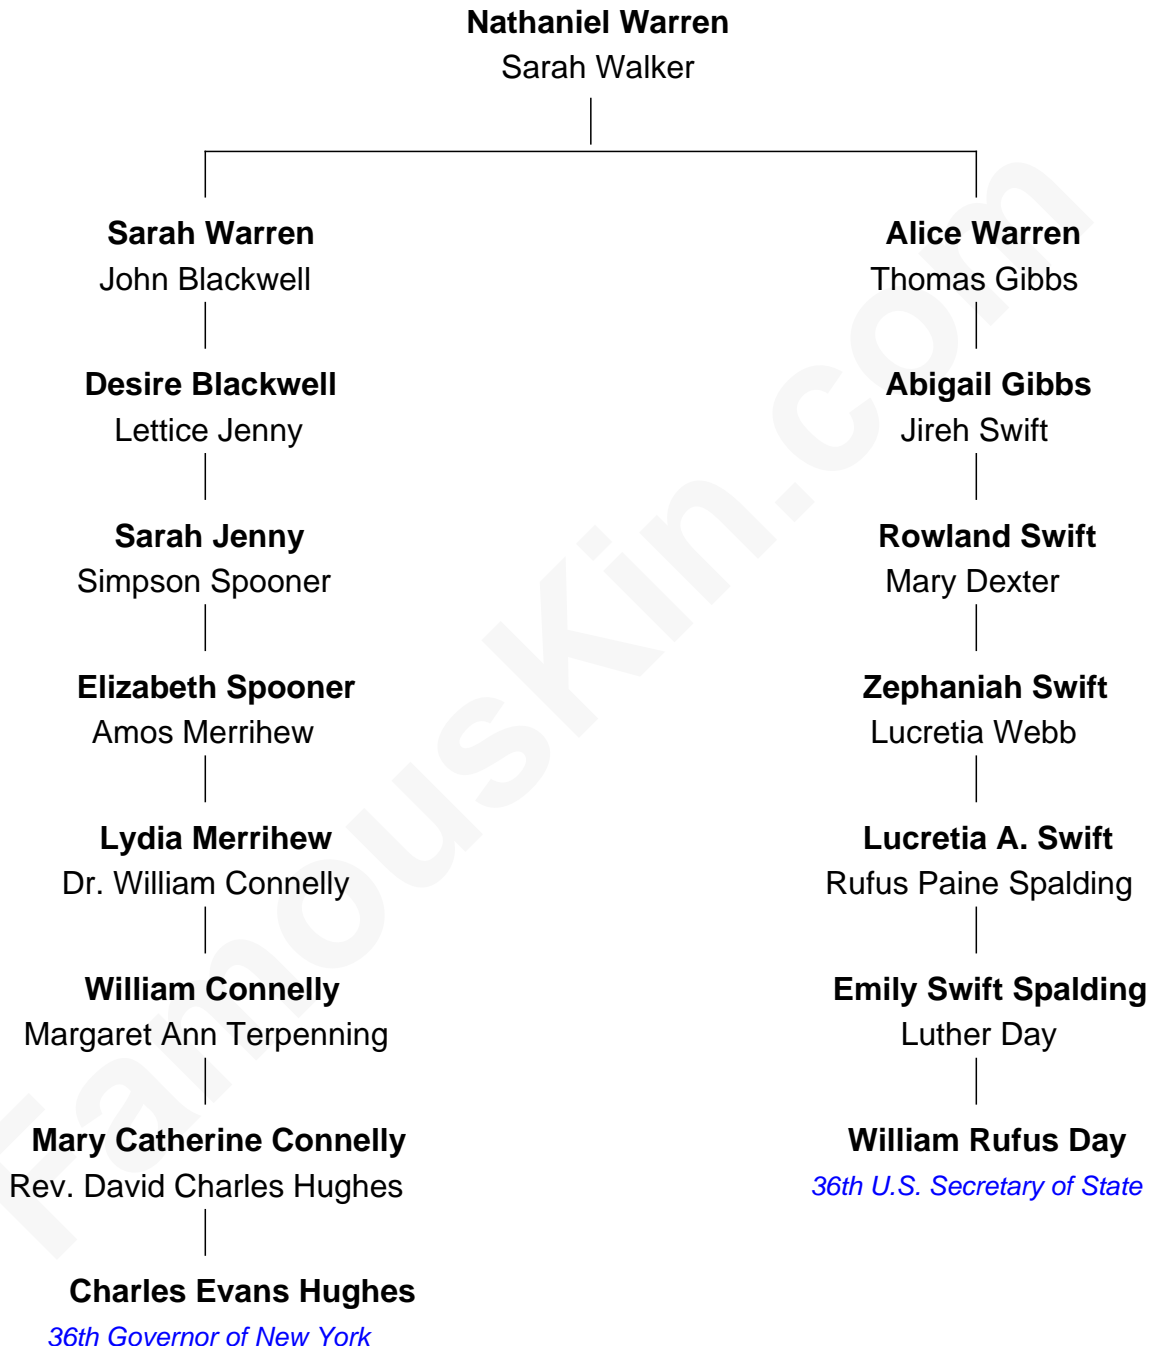 Nathaniel Warren
Sarah Walker
Sarah Warren
John Blackwell
Desire Blackwell
Lettice Jenny
Sarah Jenny
Simpson Spooner
Elizabeth Spooner
Amos Merrihew
Lydia Merrihew
Dr. William Connelly
William Connelly
Margaret Ann Terpenning
Mary Catherine Connelly
Rev. David Charles Hughes
Charles Evans Hughes
36th Governor of New York
Alice Warren
Thomas Gibbs
Abigail Gibbs
Jireh Swift
Rowland Swift
Mary Dexter
Zephaniah Swift
Lucretia Webb
Lucretia A. Swift
Rufus Paine Spalding
Emily Swift Spalding
Luther Day
William Rufus Day
36th U.S. Secretary of State
FamousKin.com